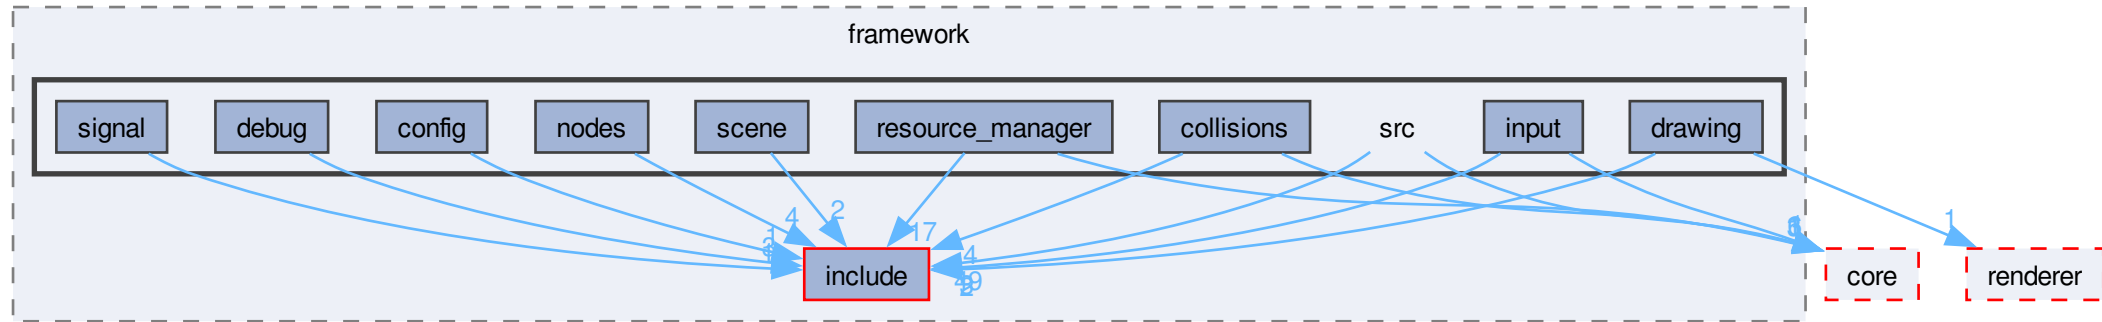 framework
signal
debug
config
nodes
scene
resource_manager
collisions
src
input
drawing
4
2
17
1
1
4
include
core
renderer